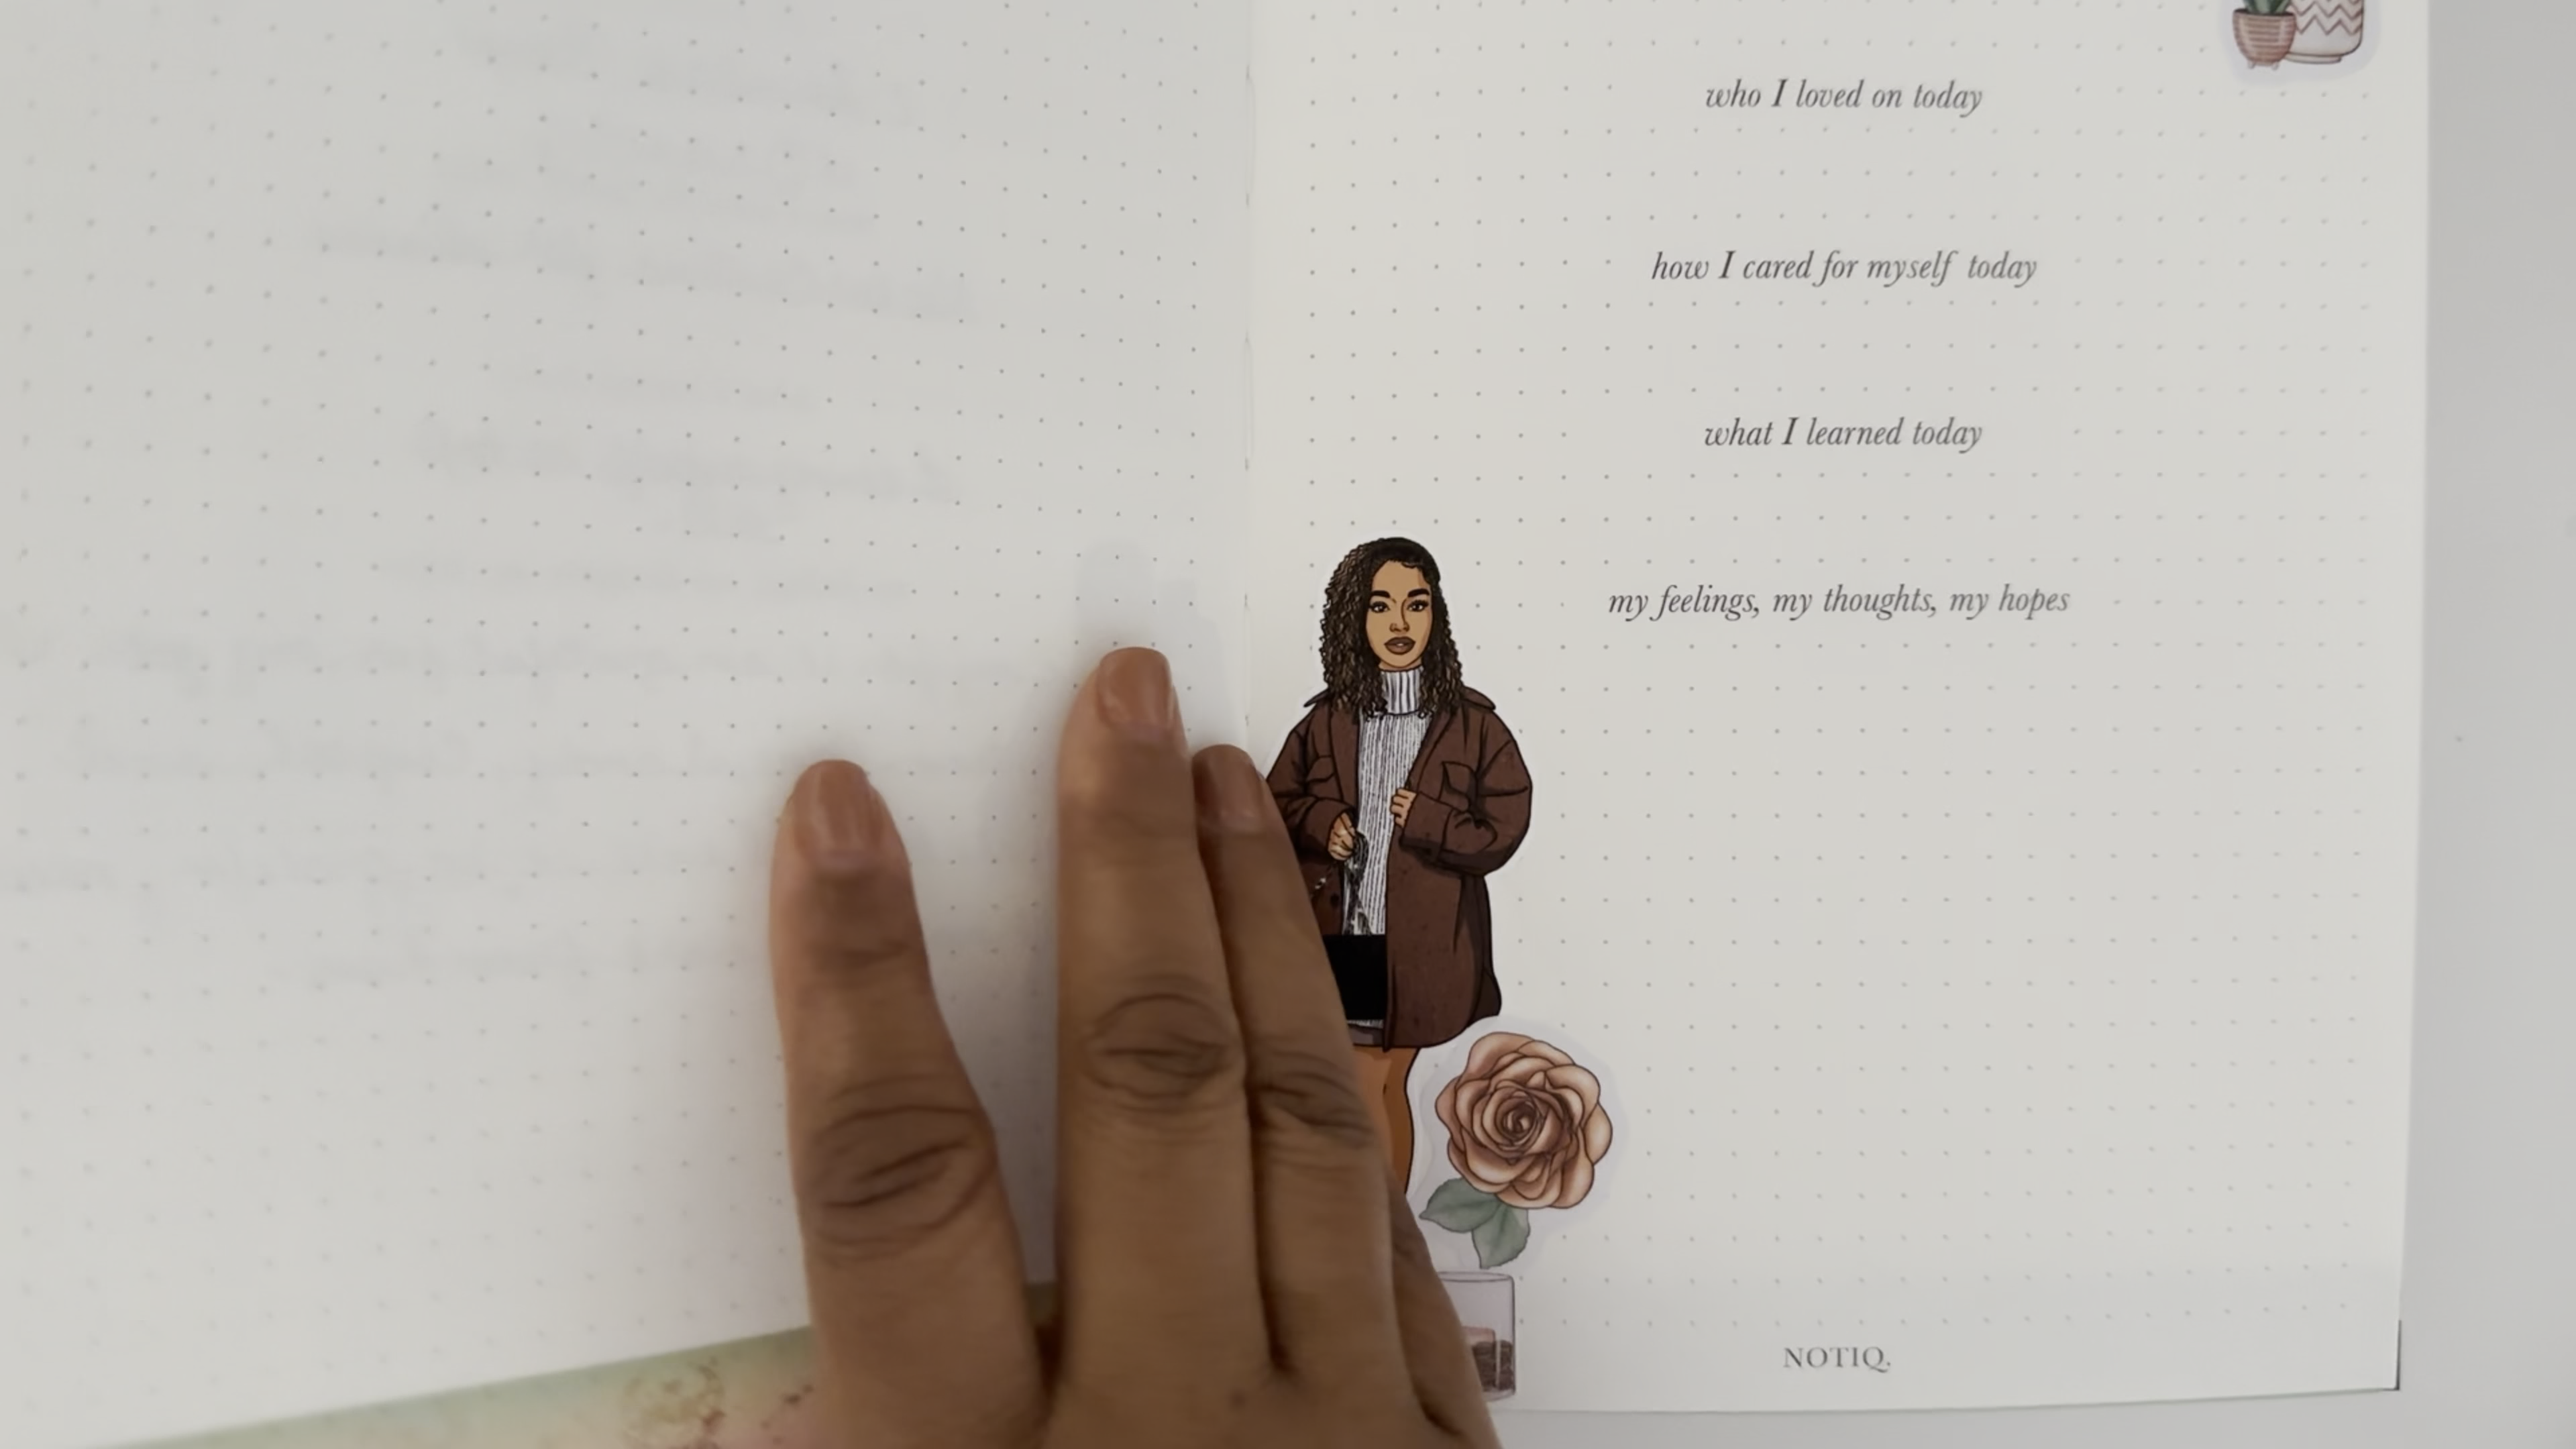 who I loved on today
how I cared for myself today
what I learned today
my feelings, my thoughts, my hopes
NOTIQ.